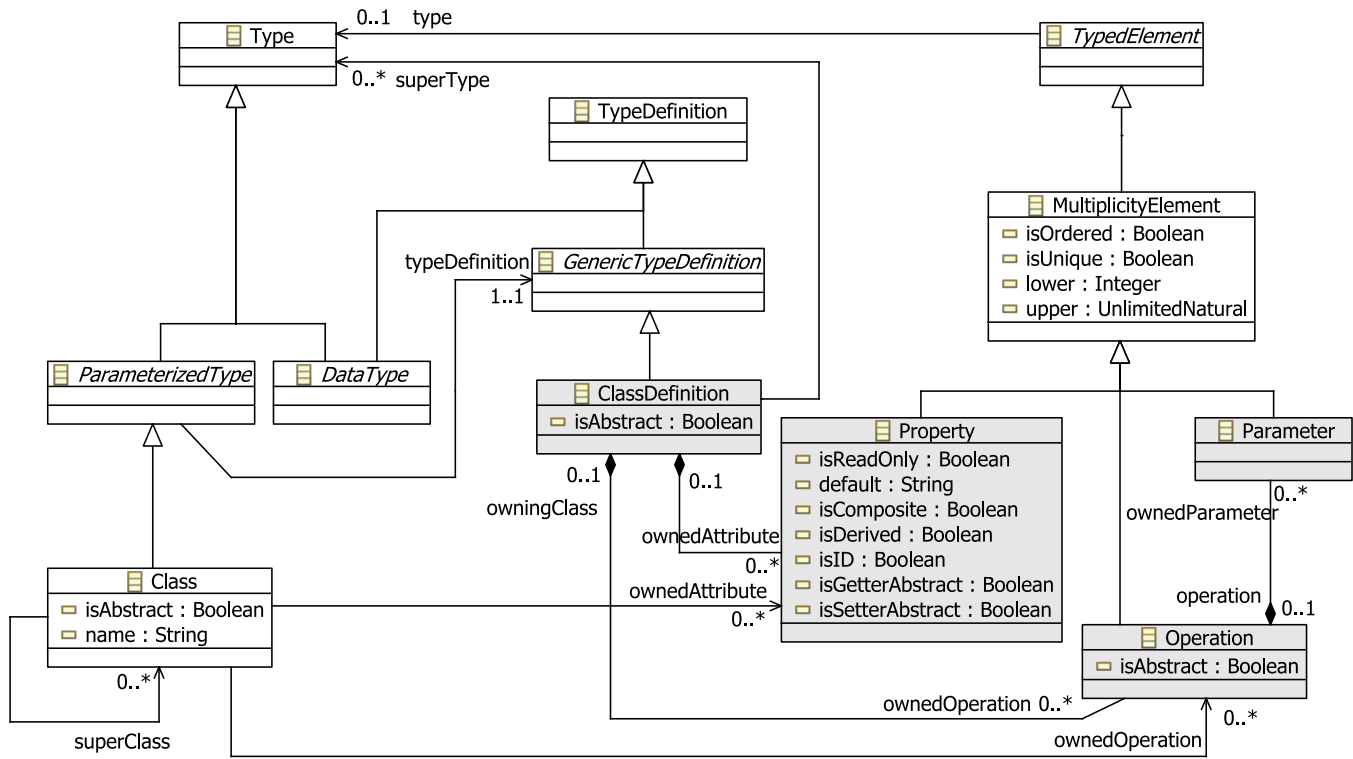 0..1 type
Type
TypedElement
0..* superType
TypeDefinition
MultiplicityElement
isOrdered : Boolean
isUnique : Boolean
lower : Integer
upper : UnlimitedNatural
typeDefinition
1..1
GenericTypeDefinition
ParameterizedType
DataType
ClassDefinition
isAbstract : Boolean
0..1
owningClass
0..1
ownedAttribute
0..*
Property
isReadOnly : Boolean
default : String
isComposite : Boolean
isDerived : Boolean
isID : Boolean
isGetterAbstract : Boolean
isSetterAbstract : Boolean
Parameter
0..*
ownedParameter
operation
0..1
Class
isAbstract : Boolean
name : String
ownedAttribute
0..*
Operation
isAbstract : Boolean
0..*
superClass
ownedOperation 0..*
0..*
ownedOperation